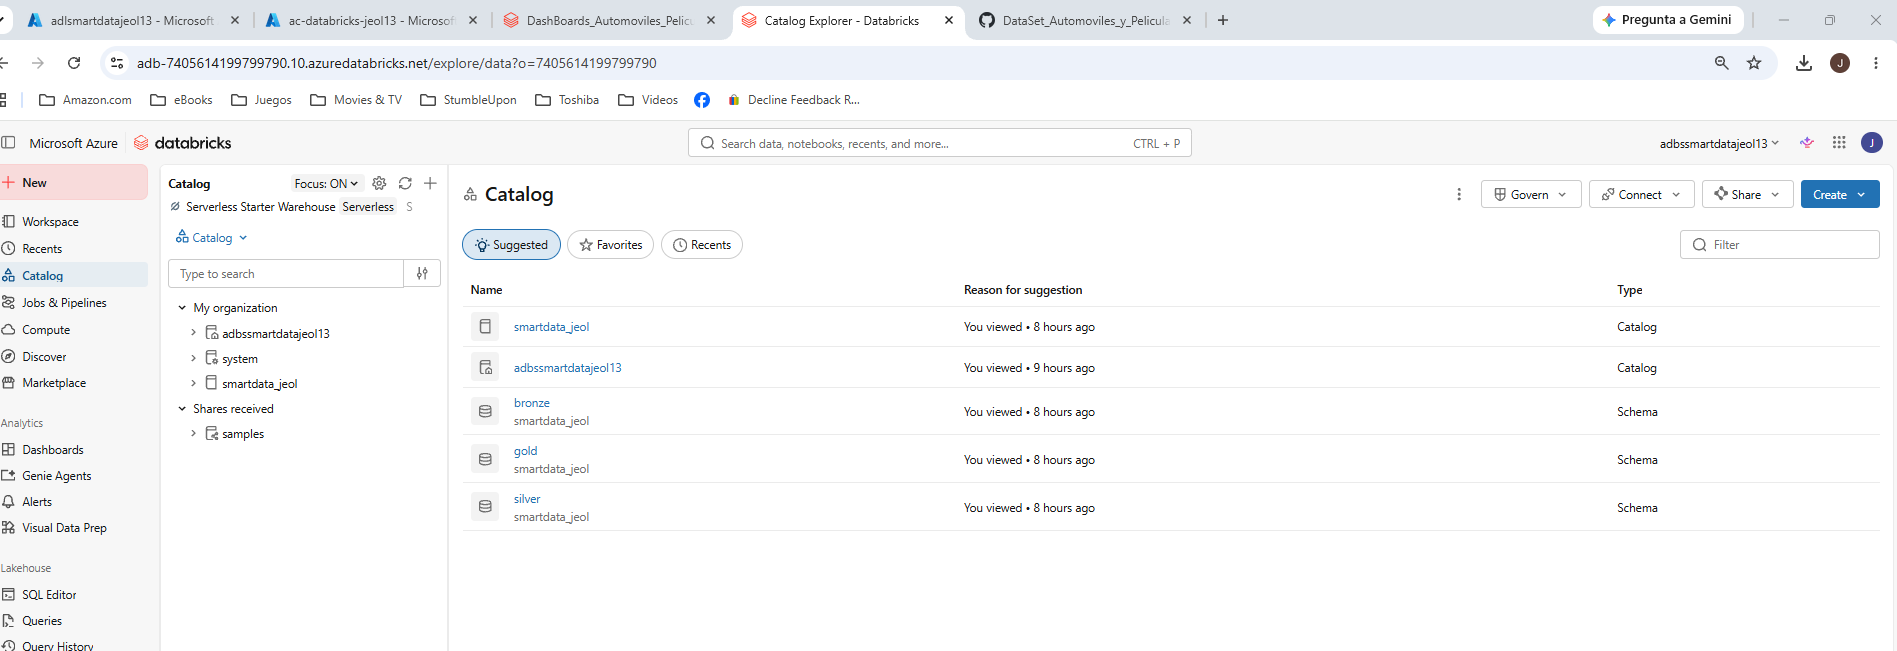 adlsmartdatajeol13 - Microsoft
ac-databricks-jeol13 - Microsof
DashBoards_Automoviles_Pelicu
Catalog Explorer - Databricks
DataSet_Automoviles_y_Pelicula
Pregunta a Gemini
adb-7405614199799790.10.azuredatabricks.net/explore/data?o=7405614199799790
J
Amazon.com
eBooks
Juegos
Movies & TV
StumbleUpon
Toshiba
Videos
Decline Feedback R...
Microsoft Azure
databricks
Search data, notebooks, recents, and more...
CTRL + P
adbssmartdatajeol13
J
New
Workspace
Recents
Catalog
Jobs & Pipelines
Compute
Discover
Marketplace
Analytics
Dashboards
Genie Agents
Alerts
Visual Data Prep
Lakehouse
SQL Editor
Queries
Query History
Catalog
Focus: ON
Serverless Starter Warehouse Serverless S
Catalog
Type to search
My organization
adbssmartdatajeol13
system
smartdata_jeol
Shares received
samples
Catalog
Govern
Connect
Share
Create
Suggested
Favorites
Recents
Filter
Name Reason for suggestion Type
smartdata_jeol You viewed • 8 hours ago Catalog
adbssmartdatajeol13 You viewed • 9 hours ago Catalog
bronze
smartdata_jeol You viewed • 8 hours ago Schema
gold
smartdata_jeol You viewed • 8 hours ago Schema
silver
smartdata_jeol You viewed • 8 hours ago Schema